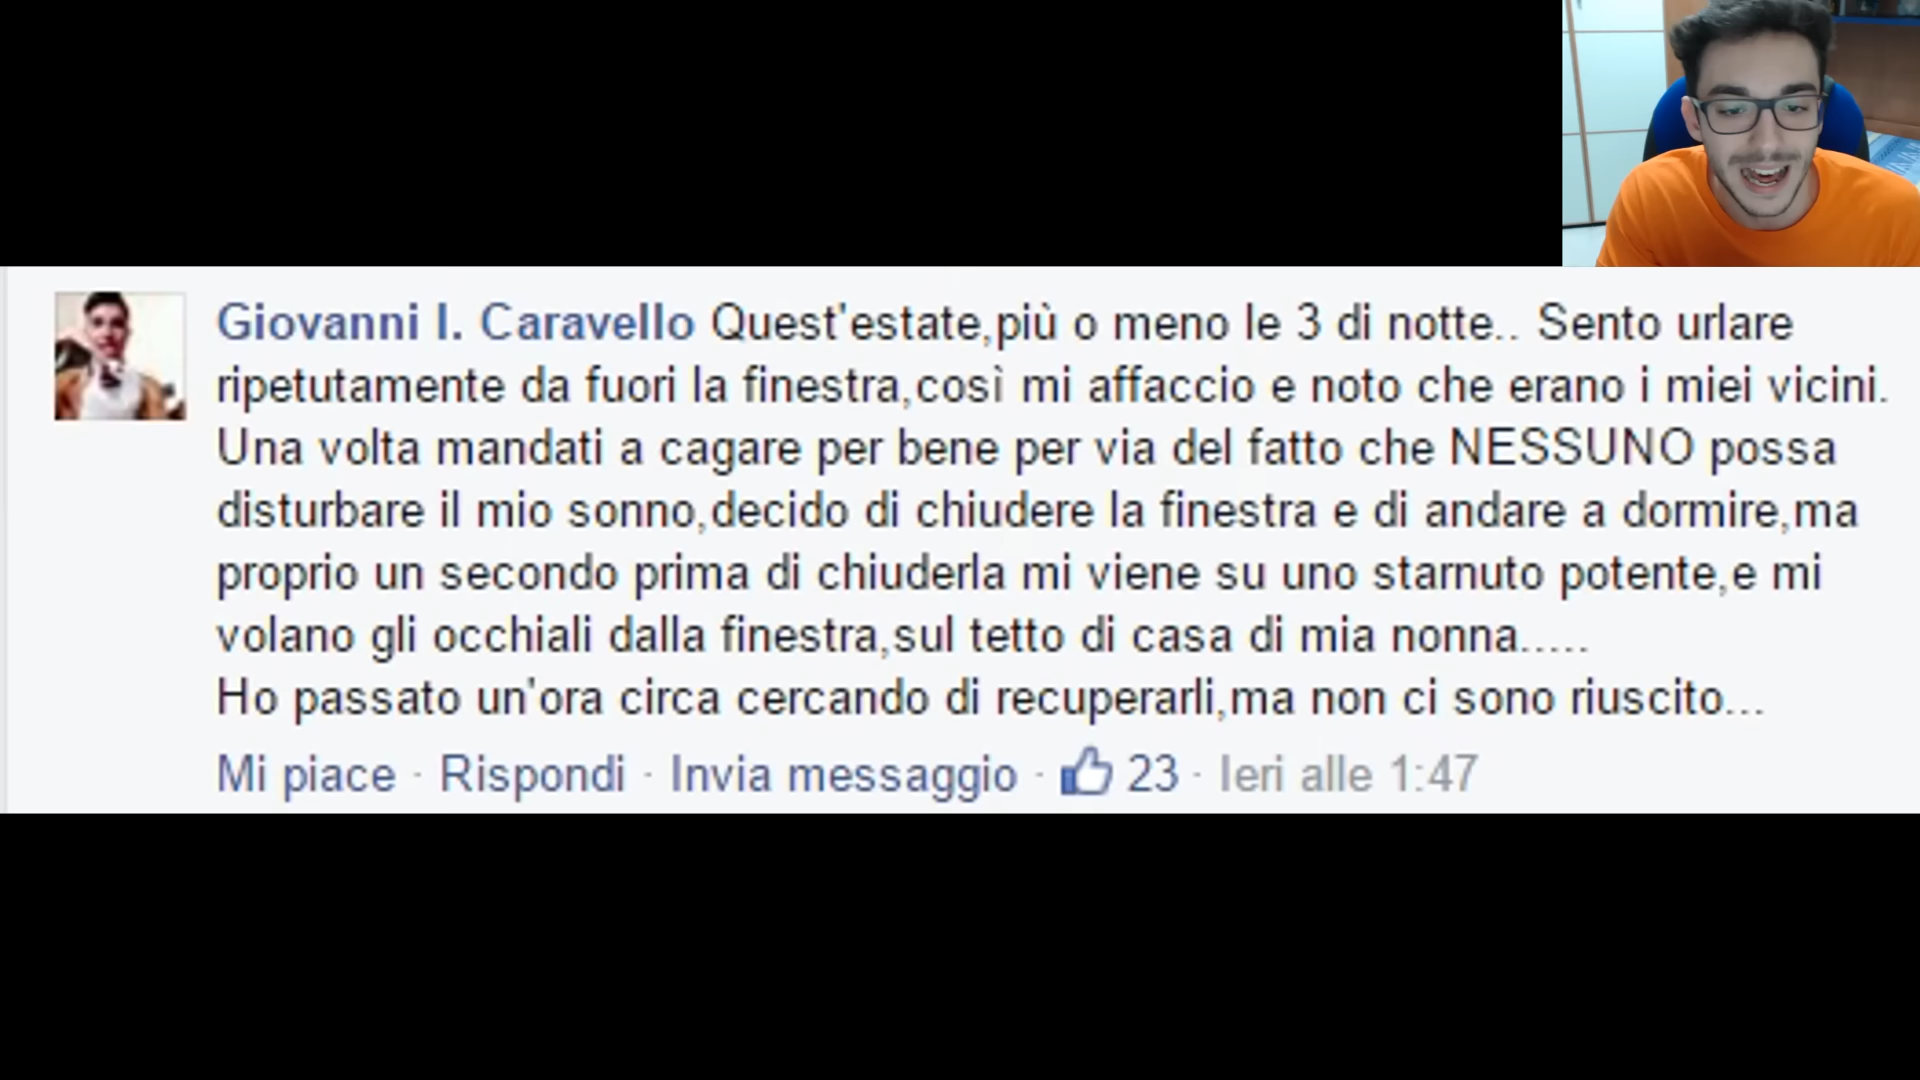 Giovanni I. Caravello Quest'estate,più o meno le 3 di notte.. Sento urlare
ripetutamente da fuori la finestra,così mi affaccio e noto che erano i miei vicini.
Una volta mandati a cagare per bene per via del fatto che NESSUNO possa
disturbare il mio sonno,decido di chiudere la finestra e di andare a dormire,ma
proprio un secondo prima di chiuderla mi viene su uno starnuto potente,e mi
volano gli occhiali dalla finestra,sul tetto di casa di mia nonna.....
Ho passato un'ora circa cercando di recuperarli,ma non ci sono riuscito...
Mi piace · Rispondi · Invia messaggio · 23 · Ieri alle 1:47